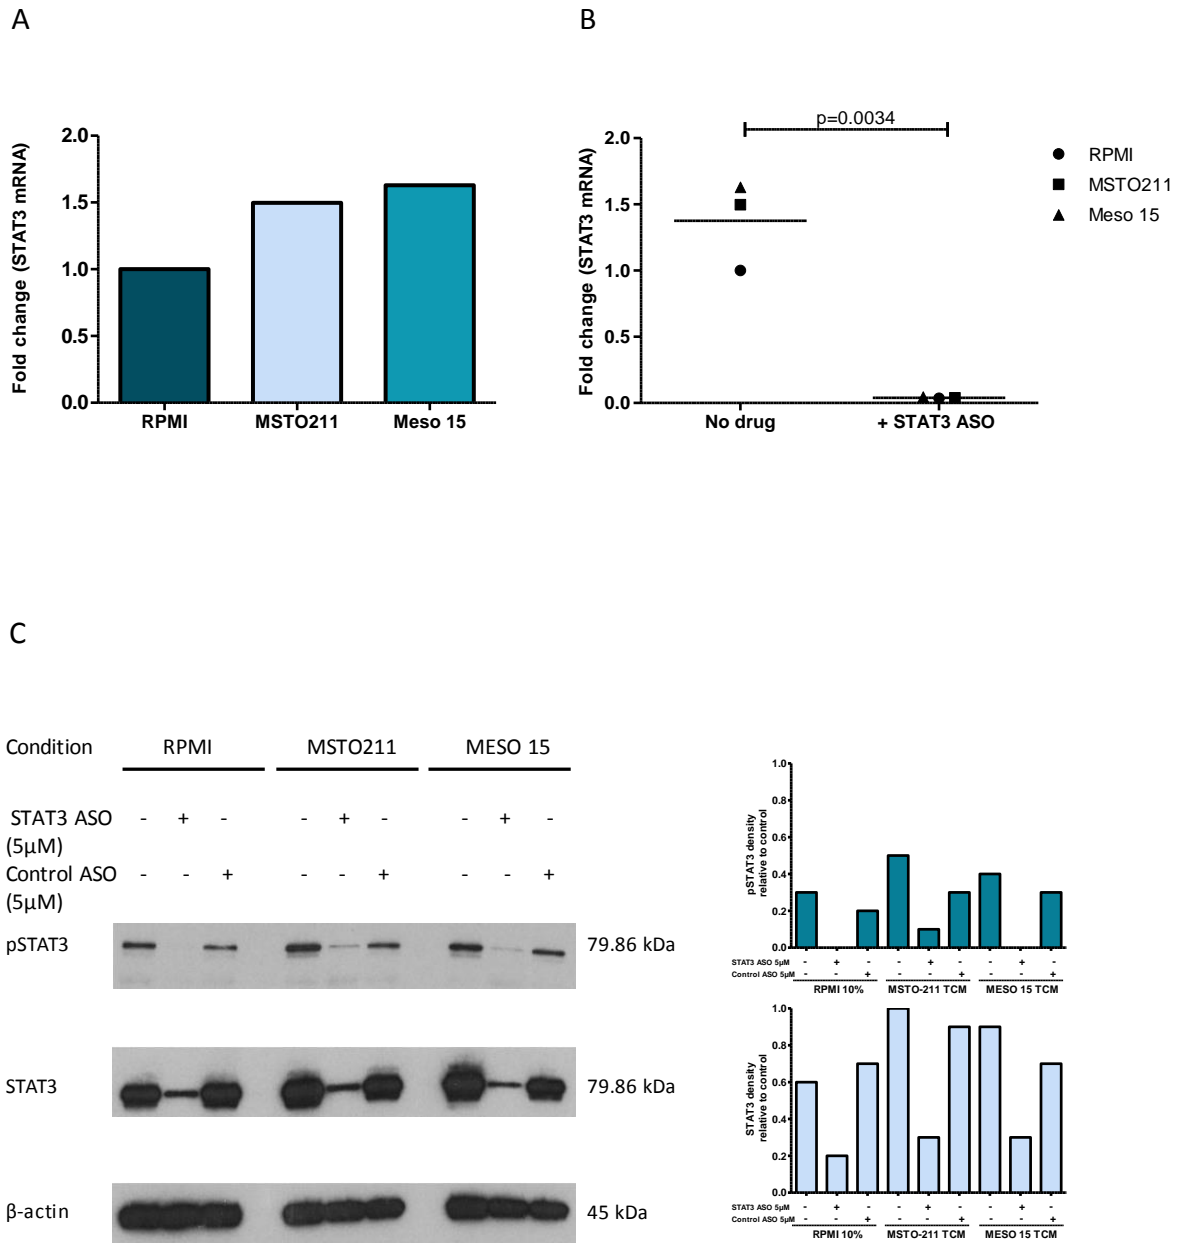 A
B
Fold change (STAT3 mRNA)
2.0
1.5
1.0
0.5
0.0
RPMI MSTO211 Meso 15
Fold change (STAT3 mRNA)
p=0.0034
2.0
1.5
1.0
0.5
0.0
No drug + STAT3 ASO
RPMI
MSTO211
Meso 15
C
Condition RPMI MSTO211 MESO 15
STAT3 ASO - + - - + - - + -
(5µM)
Control ASO - - + - - + - - +
(5µM)
pSTAT3 79.86 kDa
STAT3 79.86 kDa
β-actin 45 kDa
pSTAT3 density
relative to control
1.0
0.8
0.6
0.4
0.2
0.0
STAT3 ASO 5µM - + - - + - - + -
Control ASO 5µM - - + - - + - - +
RPMI 10% MSTO-211 TCM MESO 15 TCM
STAT3 density
relative to control
1.0
0.8
0.6
0.4
0.2
0.0
STAT3 ASO 5µM - + - - + - - + -
Control ASO 5µM - - + - - + - - +
RPMI 10% MSTO-211 TCM MESO 15 TCM